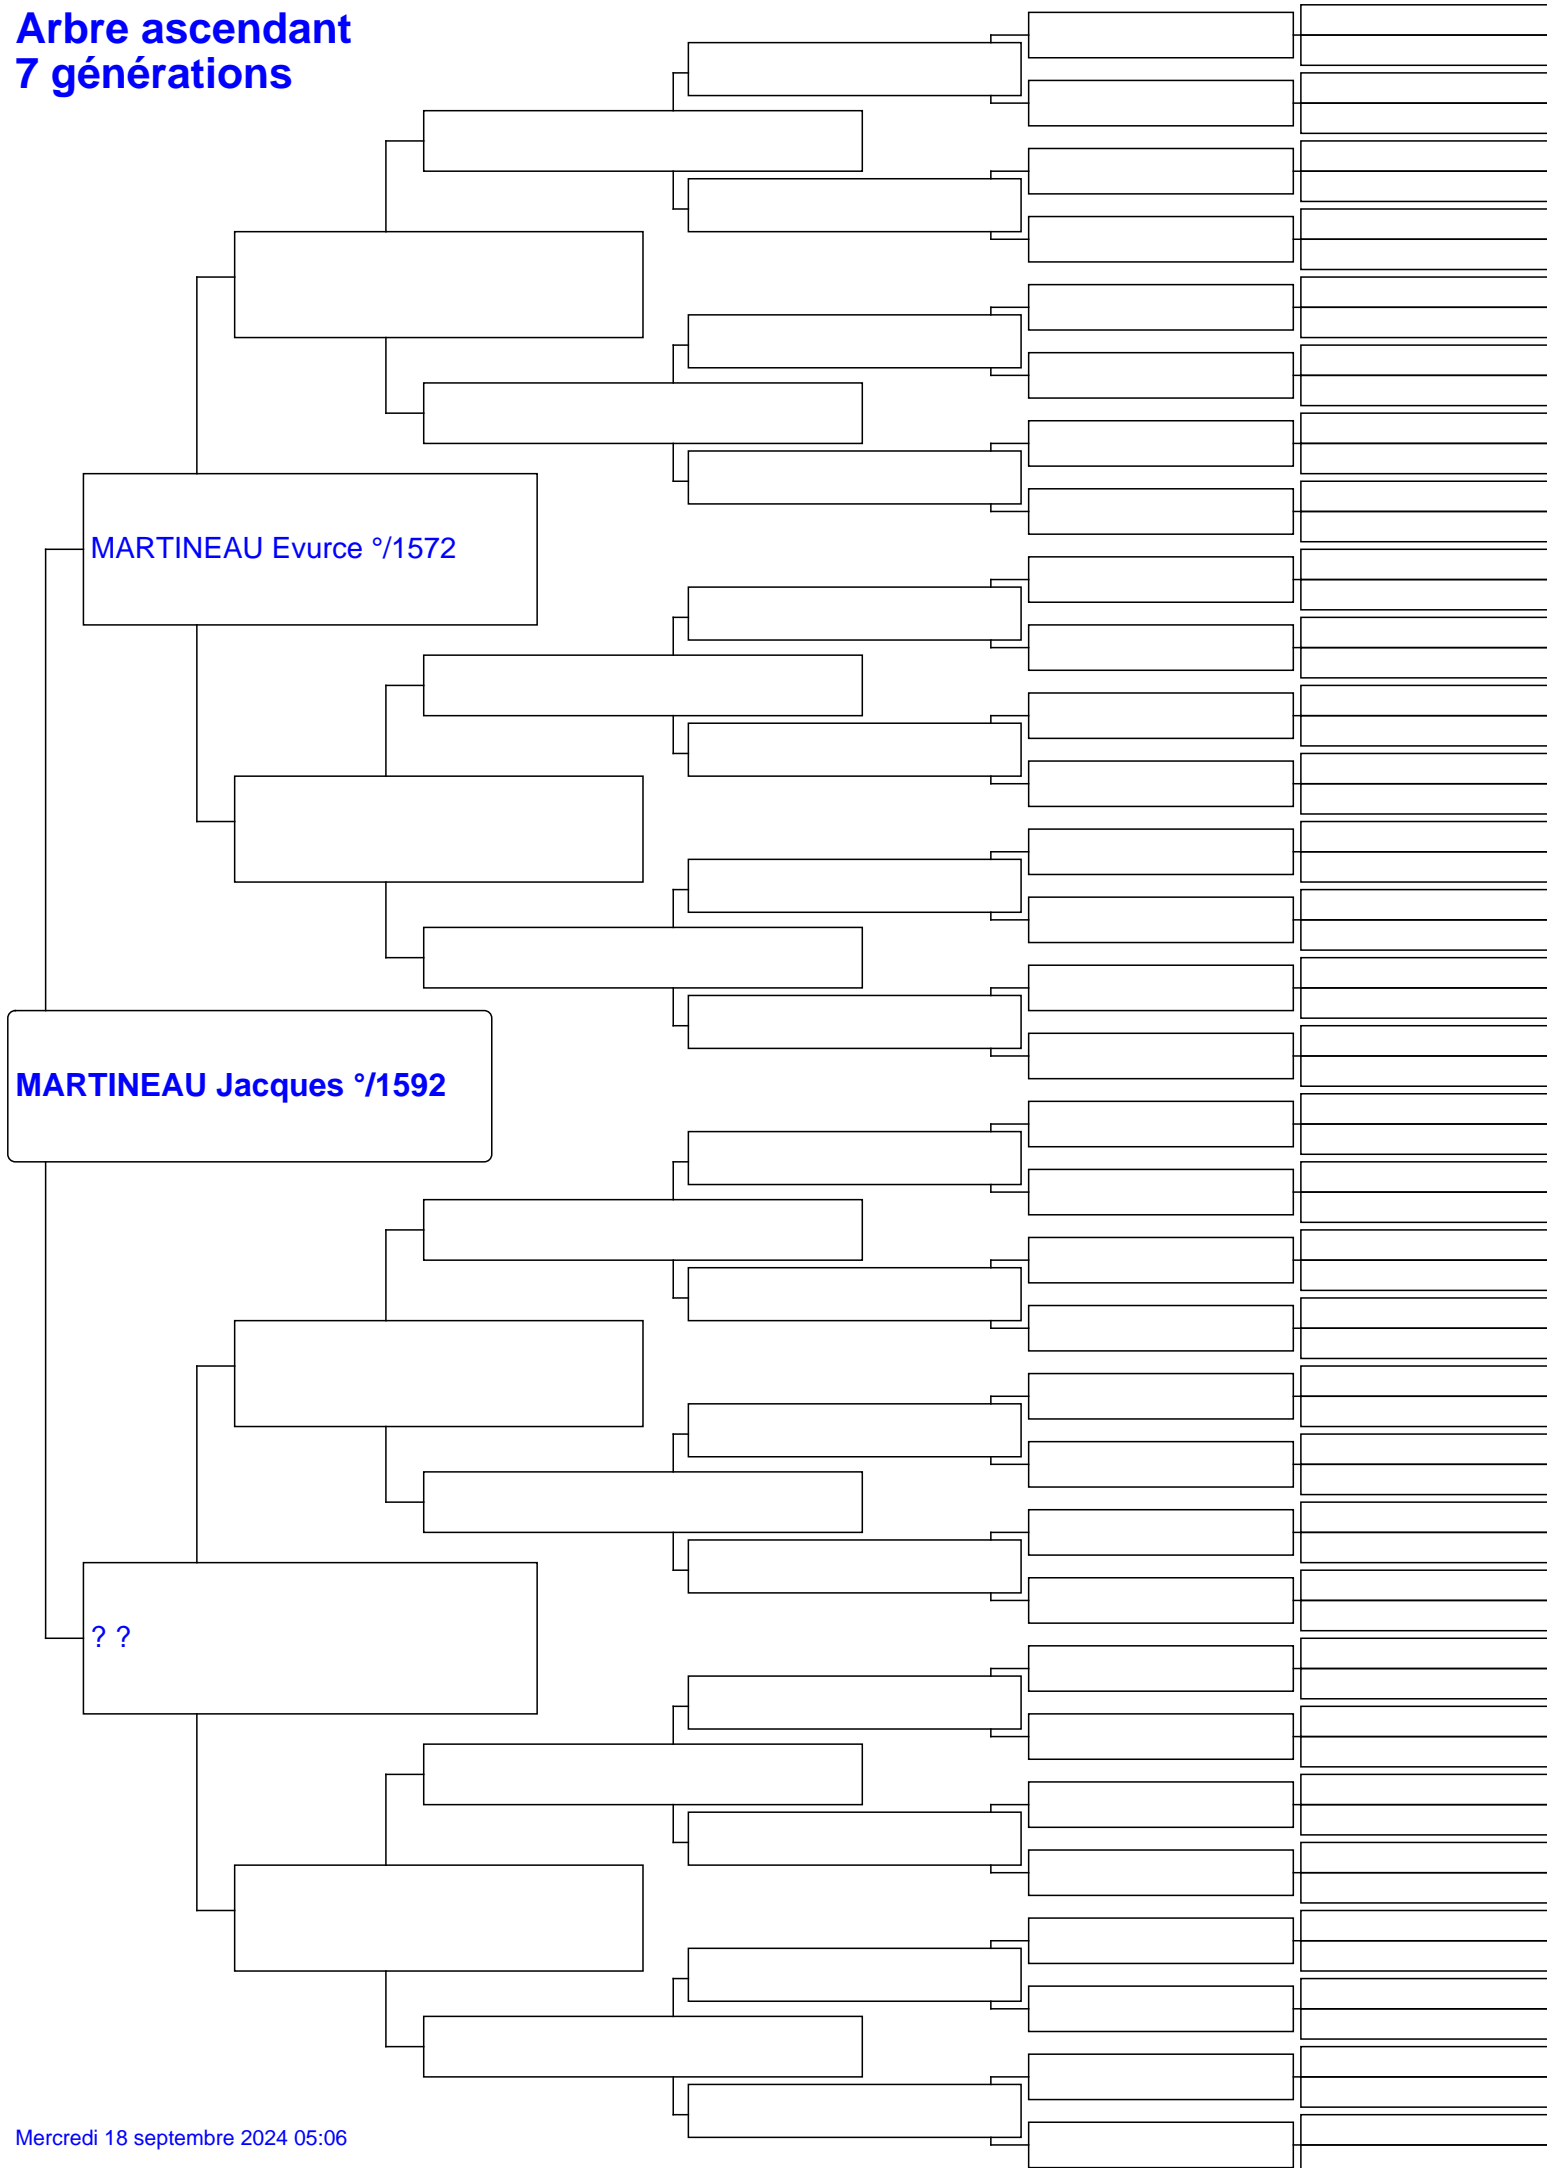 Arbre ascendant
7 générations
MARTINEAU Evurce °/1572
MARTINEAU Jacques °/1592
? ?
Mercredi 18 septembre 2024 05:06